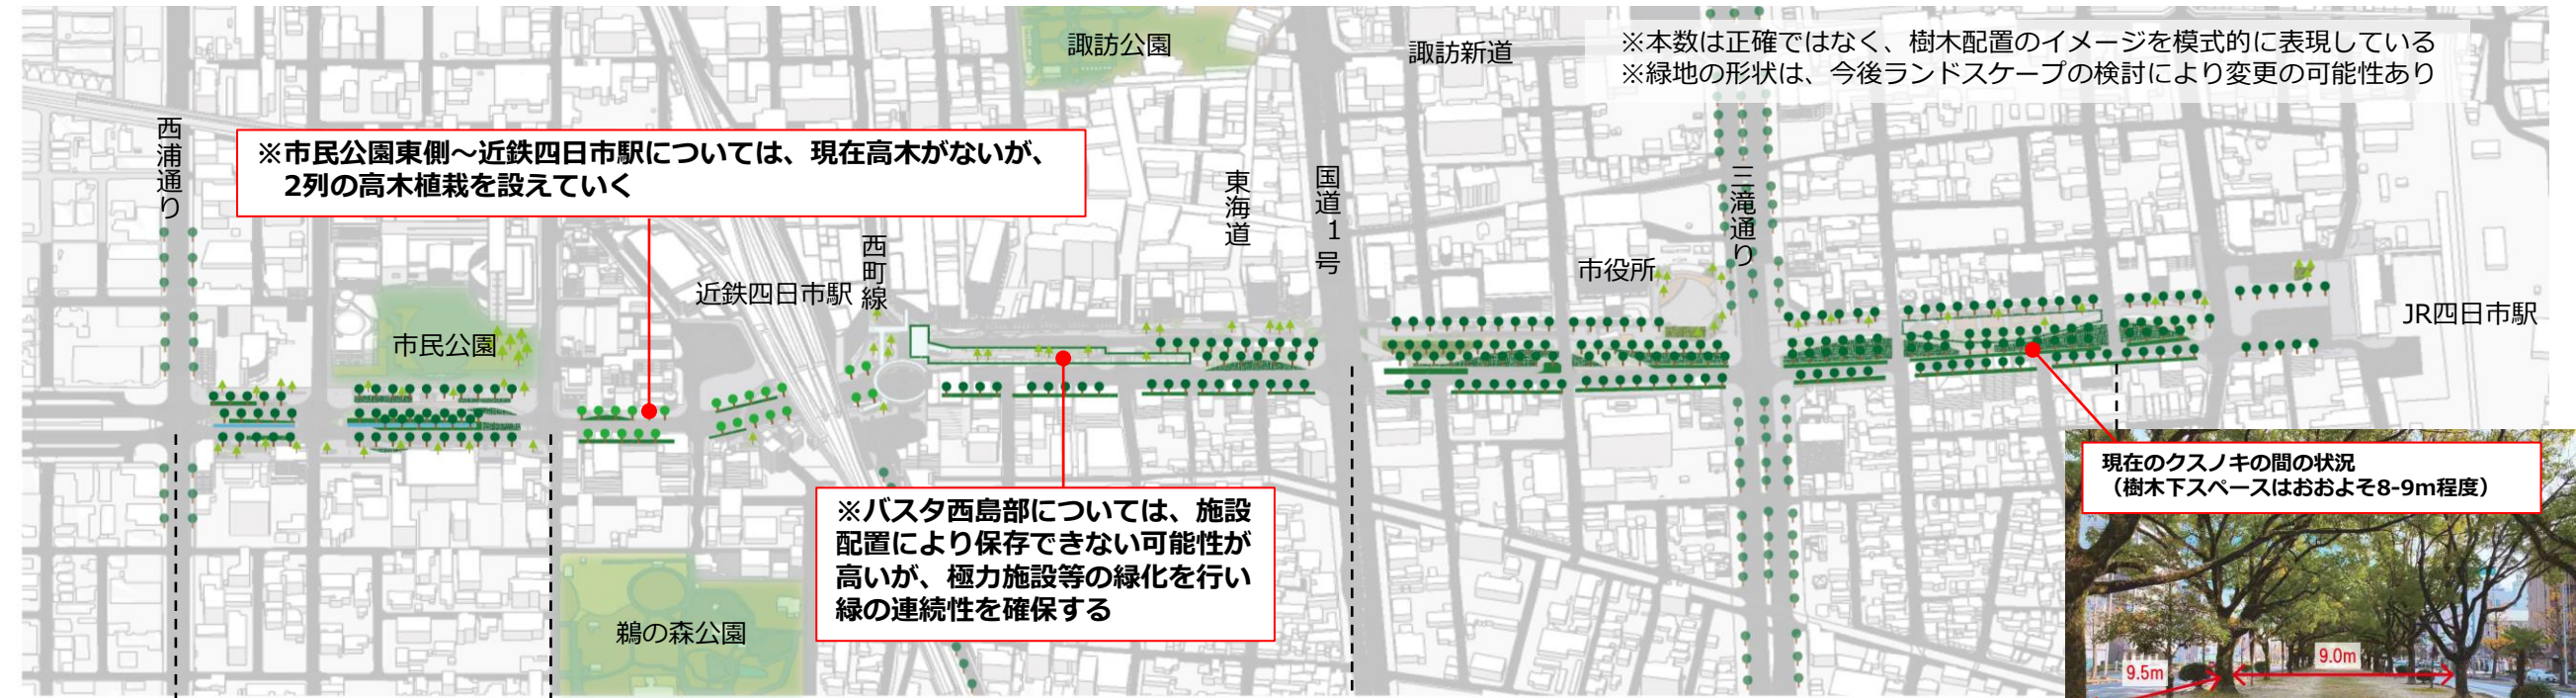 諏訪公園
諏訪新道
※本数は正確ではなく、樹木配置のイメージを模式的に表現している
※緑地の形状は、今後ランドスケープの検討により変更の可能性あり
西浦通り
※市民公園東側～近鉄四日市駅については、現在高木がないが、
2列の高木植栽を設えていく
東海道
国道1号
三滝通り
西町線
近鉄四日市駅
市役所
市民公園
JR四日市駅
※バスタ西島部については、施設
配置により保存できない可能性が
高いが、極力施設等の緑化を行い
緑の連続性を確保する
鵜の森公園
現在のクスノキの間の状況
（樹木下スペースはおおよそ8-9m程度）
9.5m
9.0m